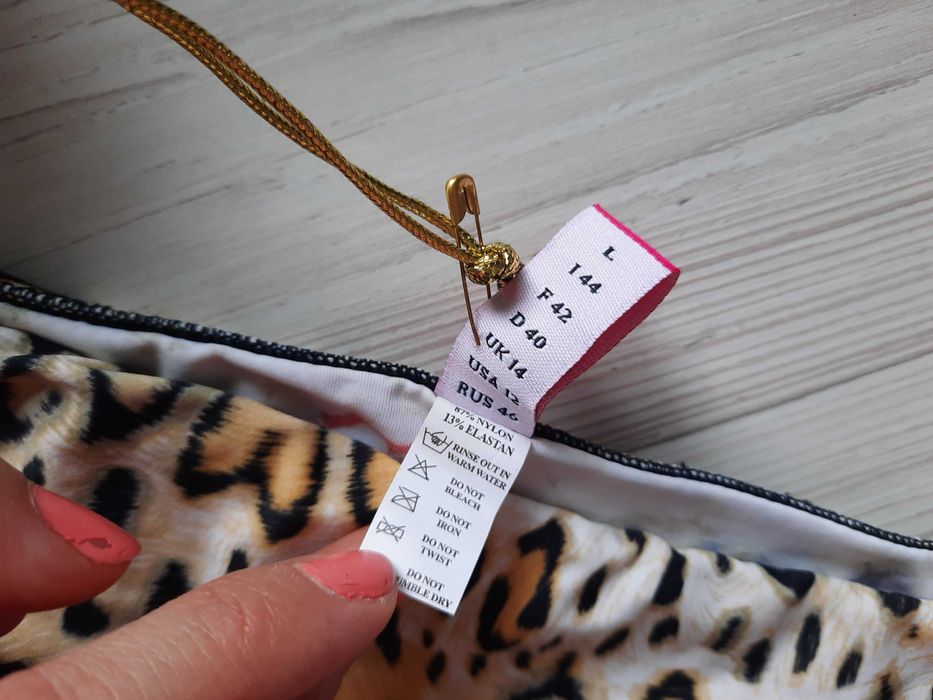 L
I 44
F 42
D 40
UK 14
USA 12
RUS 46
87% NYLON
13% ELASTAN
RINSE OUT IN
WARM WATER
DO NOT
BLEACH
DO NOT
IRON
DO NOT
TWIST
DO NOT
UMBLE DRY